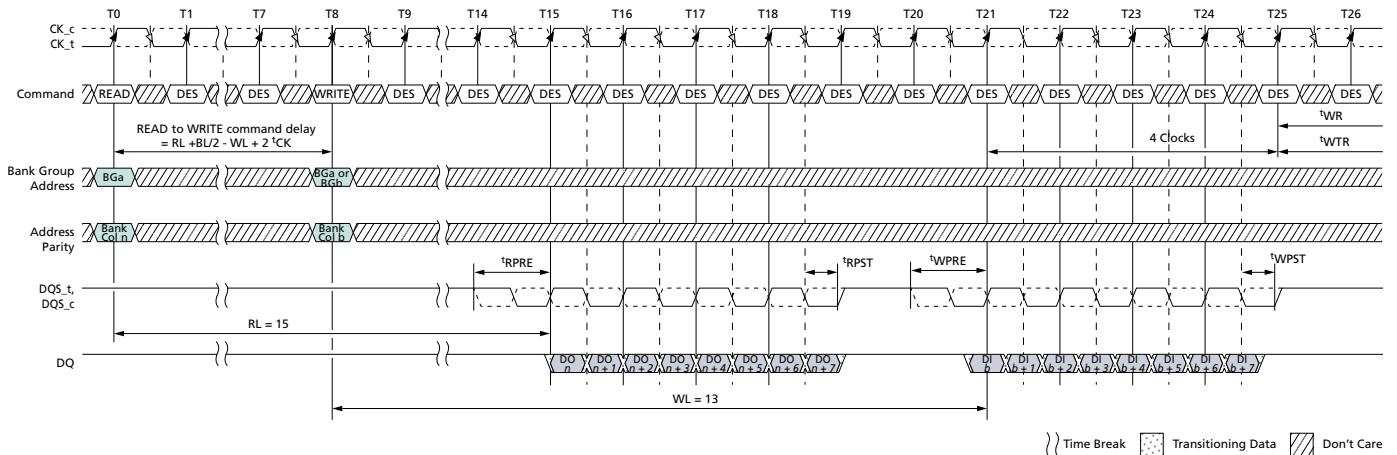 T0 T1 T7 T8 T9 T14 T15 T16 T17 T18 T19 T20 T21 T22 T23 T24 T25 T26
CK_c
CK_t
Command READ DES DES WRITE DES DES DES DES DES DES DES DES DES DES DES DES DES DES
READ to WRITE command delay
= RL +BL/2 - WL + 2 tCK
tWR
4 Clocks
tWTR
Bank Group
Address
BGa
BGa or
BGb
Address
Parity
Bank
Col n
Bank
Col b
tRPRE tRPST tWPRE tWPST
DQS_t,
DQS_c
RL = 15
DQ
DO
n
DO
n + 1
DO
n + 2
DO
n + 3
DO
n + 4
DO
n + 5
DO
n + 6
DO
n + 7
DI
b
DI
b + 1
DI
b + 2
DI
b + 3
DI
b + 4
DI
b + 5
DI
b + 6
DI
b + 7
WL = 13
Time Break Transitioning Data Don't Care